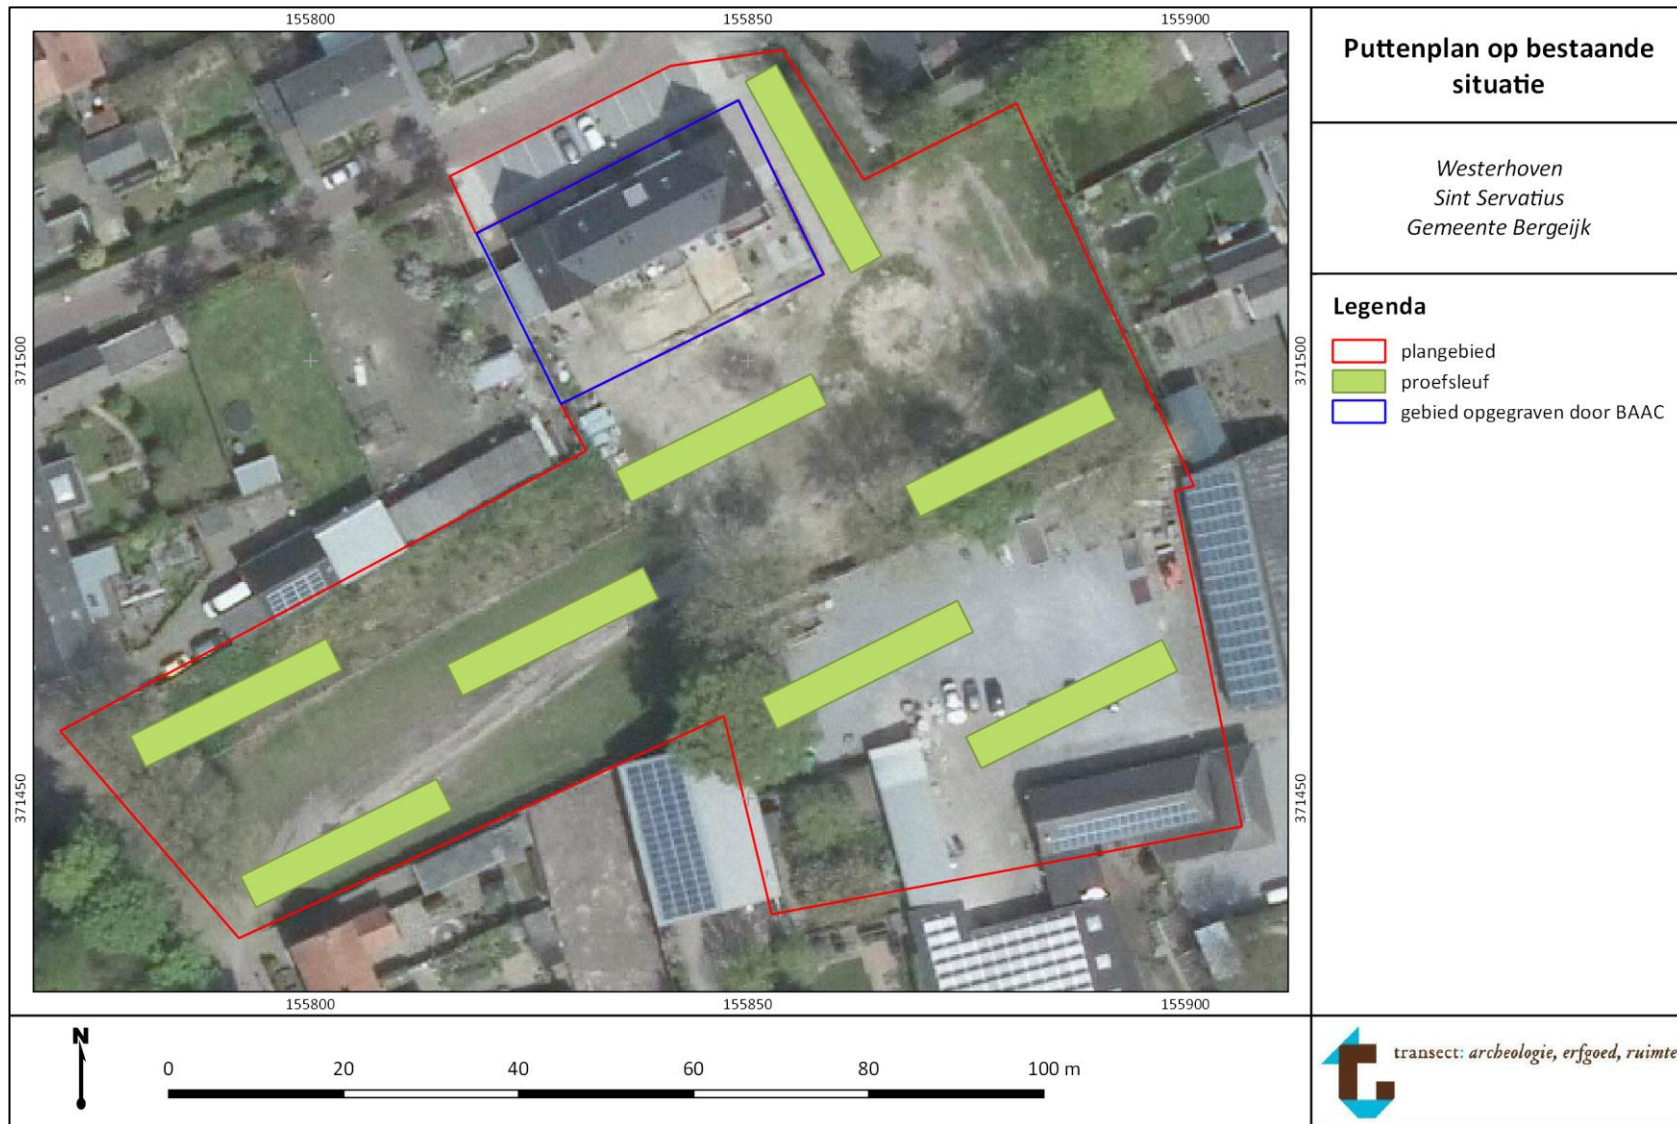 155800 155850 155900
371500 371500
371450 371450
155800 155850 155900
N
0 20 40 60 80 100 m
Puttenplan op bestaande
situatie
Westerhoven
Sint Servatius
Gemeente Bergeijk
Legenda
plangebied
proefsleuf
gebied opgegraven door BAAC
transect: archeologie, erfgoed, ruimte